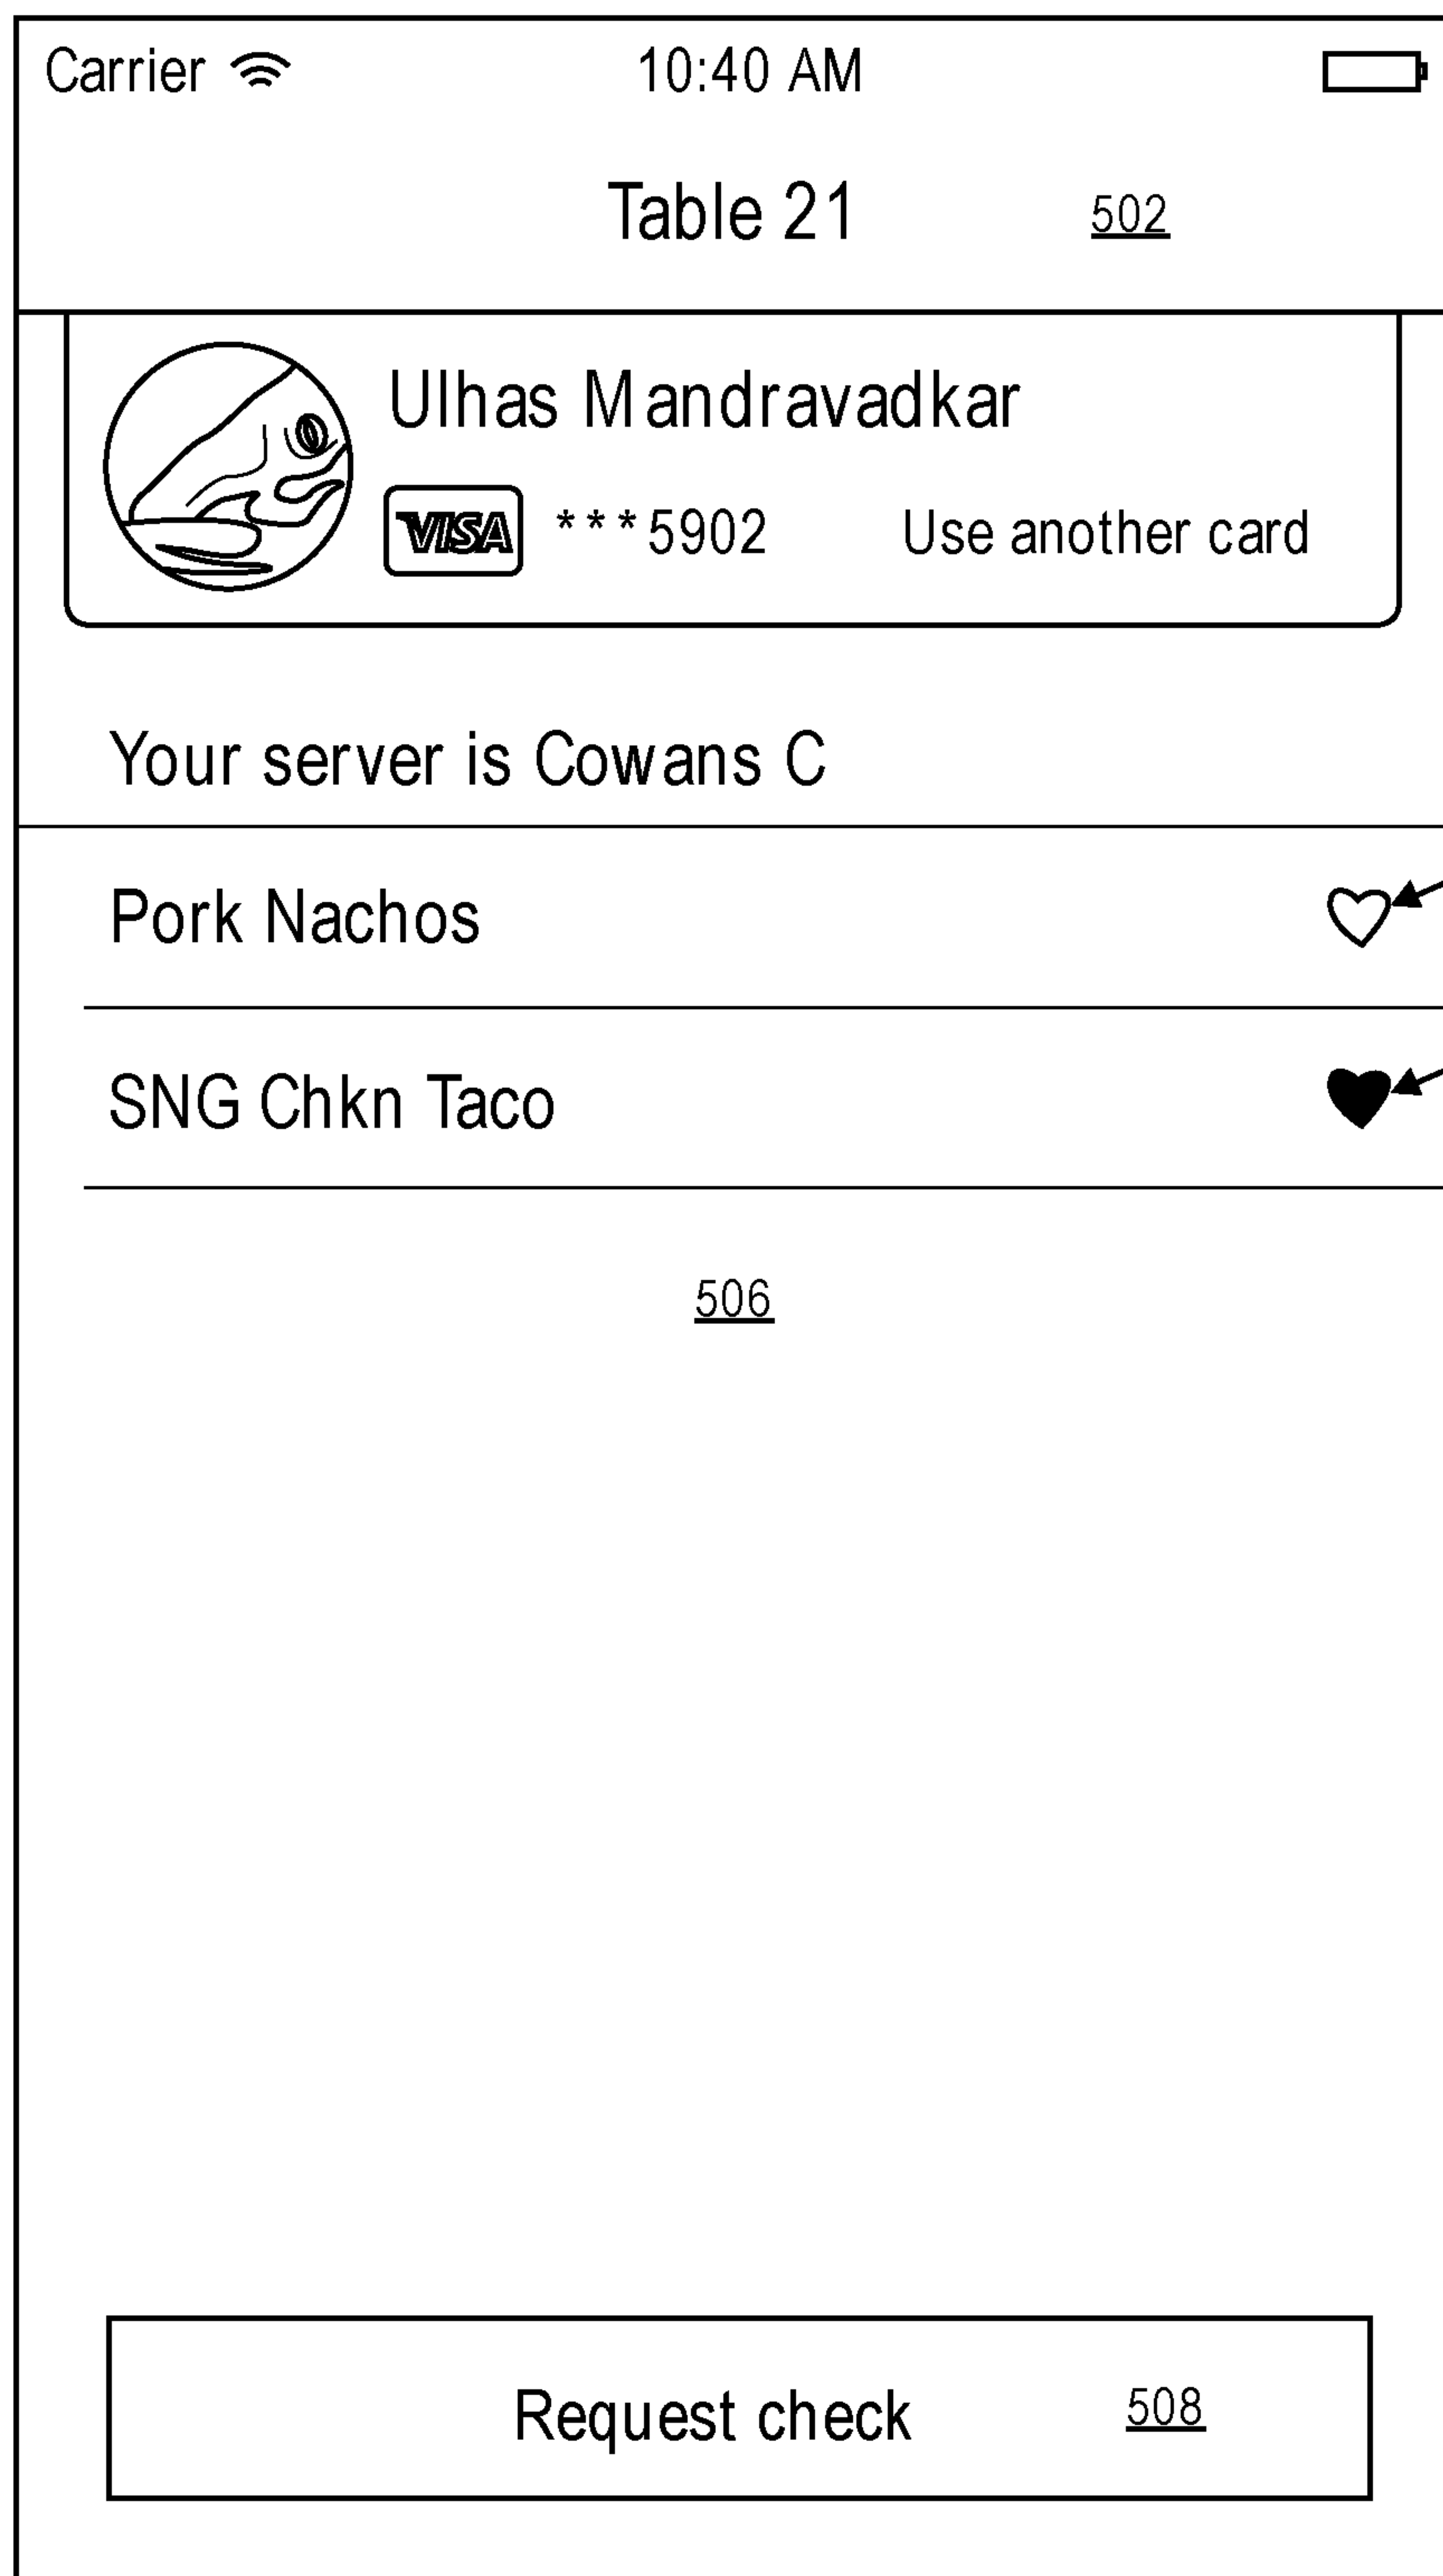 Carrier 10:40 AM
Table 21 502
Ulhas Mandravadkar
VISA ***5902 Use another card
Your server is Cowans C
Pork Nachos
SNG Chkn Taco
506
Request check 508